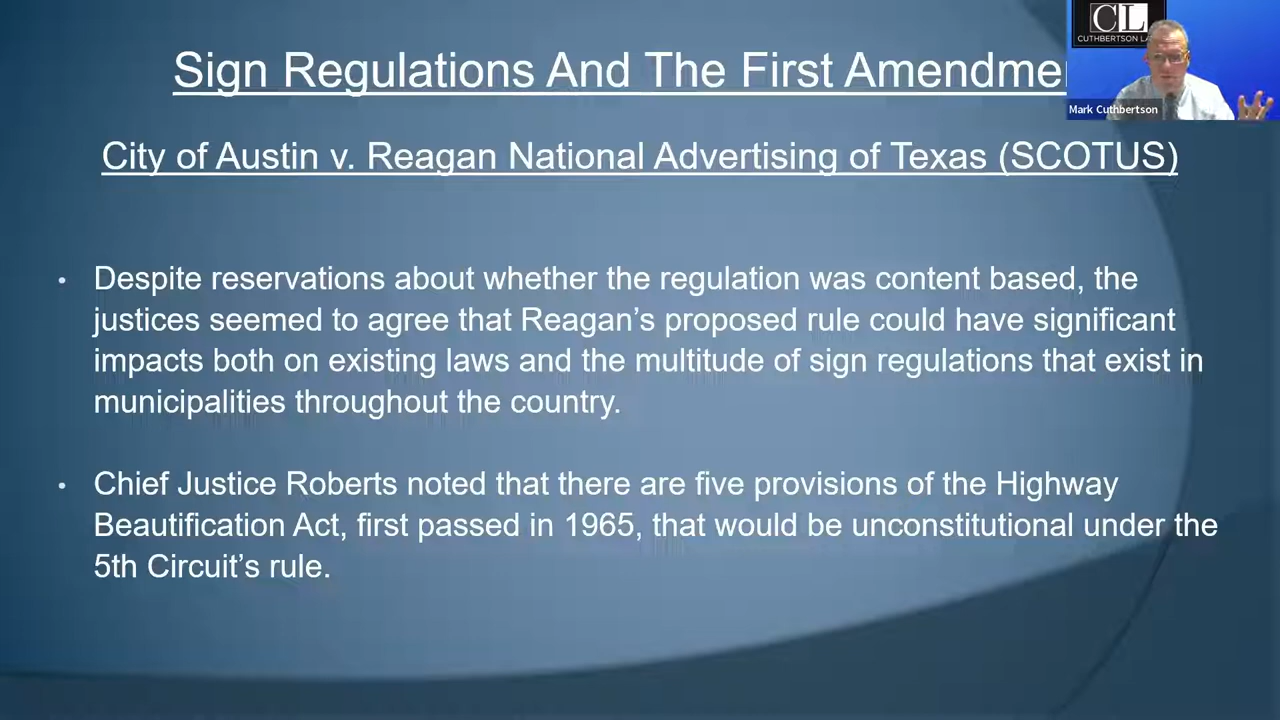 Sign Regulations And The First
CL
CUTHBERTSON
Mark Cuthbertson
City of Austin v. Reagan National Advertising of Texas (SCOTUS)
• Despite reservations about whether the regulation was content based, the
justices seemed to agree that Reagan’s proposed rule could have significant
impacts both on existing laws and the multitude of sign regulations that exist in
municipalities throughout the country.
• Chief Justice Roberts noted that there are five provisions of the Highway
Beautification Act, first passed in 1965, that would be unconstitutional under the
5th Circuit’s rule.